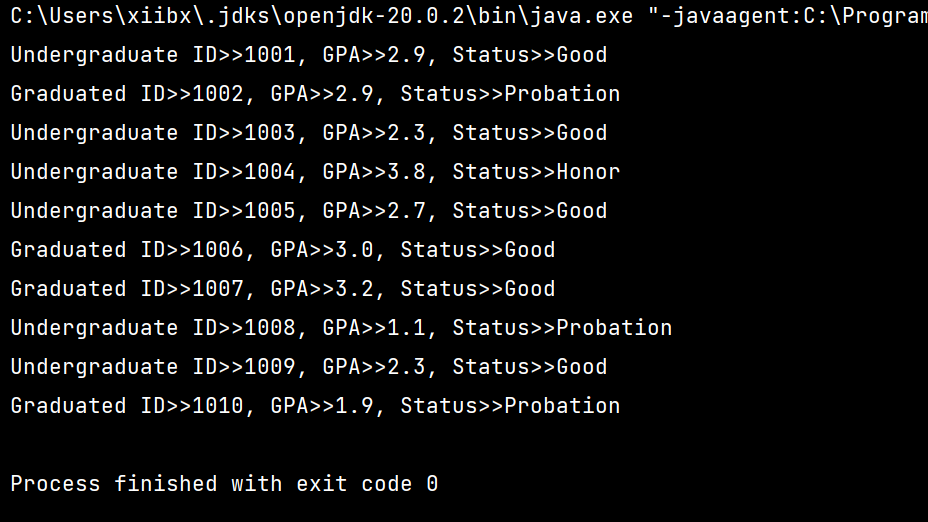 C:\Users\xiibx\.jdks\openjdk-20.0.2\bin\java.exe "-javaagent:C:\Program
Undergraduate ID>>1001, GPA>>2.9, Status>>Good
Graduated ID>>1002, GPA>>2.9, Status>>Probation
Undergraduate ID>>1003, GPA>>2.3, Status>>Good
Undergraduate ID>>1004, GPA>>3.8, Status>>Honor
Undergraduate ID>>1005, GPA>>2.7, Status>>Good
Graduated ID>>1006, GPA>>3.0, Status>>Good
Graduated ID>>1007, GPA>>3.2, Status>>Good
Undergraduate ID>>1008, GPA>>1.1, Status>>Probation
Undergraduate ID>>1009, GPA>>2.3, Status>>Good
Graduated ID>>1010, GPA>>1.9, Status>>Probation
Process finished with exit code 0